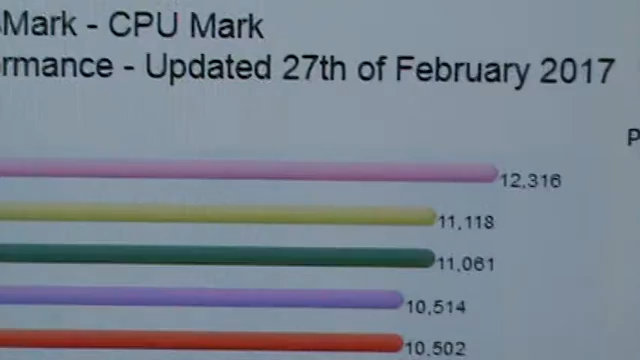 Mark - CPU Mark
rmance - Updated 27th of February 2017
P
12,316
11,118
11,061
10,514
10,502